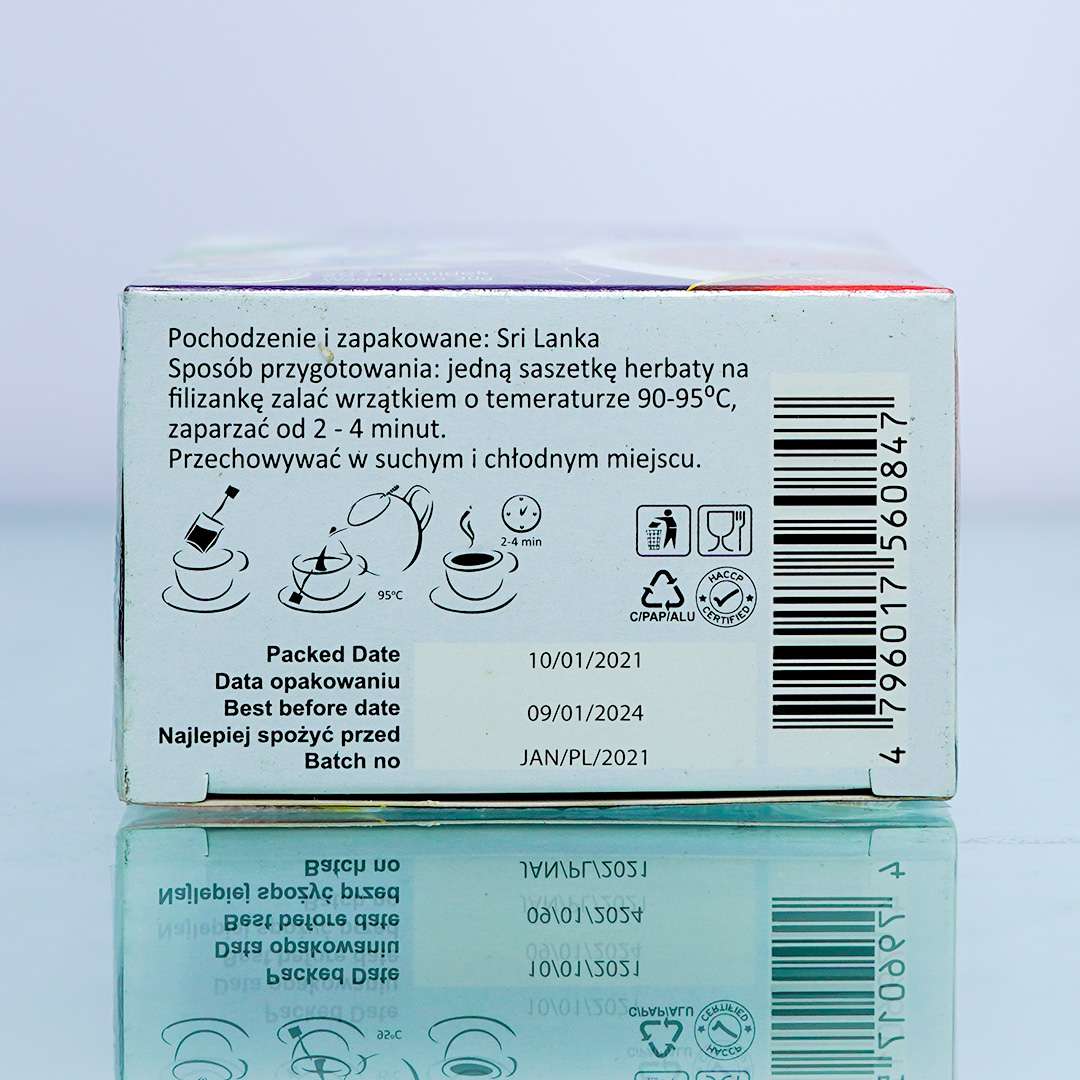 Pochodzenie i zapakowane: Sri Lanka
Sposób przygotowania: jedną saszetkę herbaty na
filizankę zalać wrzątkiem o temeraturze 90-95⁰C,
zaparzać od 2 - 4 minut.
Przechowywać w suchym i chłodnym miejscu.
2-4 min
95°C
C/PAP/ALU
HACCP
CERTIFIED
4 796017 560847
Packed Date 10/01/2021
Data opakowaniu
Best before date 09/01/2024
Najlepiej spożyć przed
Batch no JAN/PL/2021